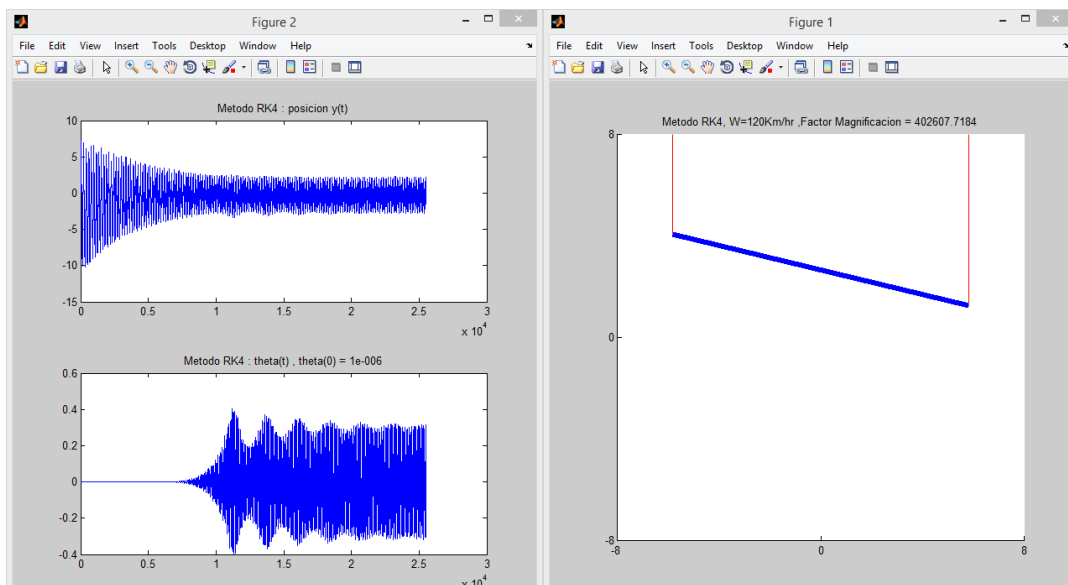 Figure 2
File Edit View Insert Tools Desktop Window Help
Metodo RK4 : posicion y(t)
10
5
0
-5
-10
-15
0 0.5 1 1.5 2 2.5 3
x 10^4
Metodo RK4 : theta(t) , theta(0) = 1e-006
0.6
0.4
0.2
0
-0.2
-0.4
0 0.5 1 1.5 2 2.5 3
x 10^4
Figure 1
File Edit View Insert Tools Desktop Window Help
Metodo RK4, W=120Km/hr ,Factor Magnificacion = 402607.7184
8
0
-8
-8 0 8